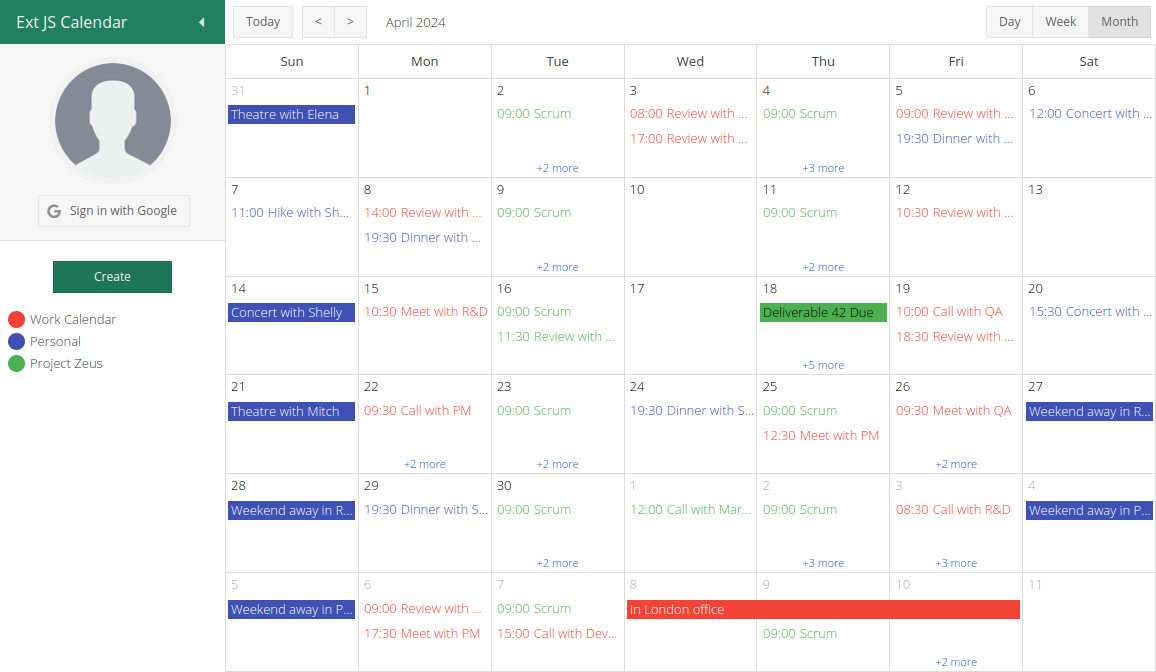 Ext JS Calendar
Today < > April 2024 Day Week Month
Sign in with Google
Create
Work Calendar
Personal
Project Zeus
Sun Mon Tue Wed Thu Fri Sat
31 1 2 3 4 5 6
Theatre with Elena 09:00 Scrum 08:00 Review with ... 09:00 Scrum 09:00 Review with ... 12:00 Concert with ...
17:00 Review with ... 19:30 Dinner with ...
+2 more +3 more
7 8 9 10 11 12 13
11:00 Hike with Sh... 14:00 Review with ... 09:00 Scrum 09:00 Scrum 10:30 Review with ...
19:30 Dinner with ...
+2 more +2 more
14 15 16 17 18 19 20
Concert with Shelly 10:30 Meet with R&D 09:00 Scrum Deliverable 42 Due 10:00 Call with QA 15:30 Concert with ...
11:30 Review with ... 18:30 Review with ...
+5 more
21 22 23 24 25 26 27
Theatre with Mitch 09:30 Call with PM 09:00 Scrum 19:30 Dinner with S... 09:00 Scrum 09:30 Meet with QA Weekend away in R...
12:30 Meet with PM
+2 more +2 more +2 more
28 29 30 1 2 3 4
Weekend away in R... 19:30 Dinner with S... 09:00 Scrum 12:00 Call with Mar... 09:00 Scrum 08:30 Call with R&D Weekend away in P...
+2 more +3 more +3 more
5 6 7 8 9 10 11
Weekend away in P... 09:00 Review with ... 09:00 Scrum In London office
17:30 Meet with PM 15:00 Call with Dev... 09:00 Scrum
+2 more